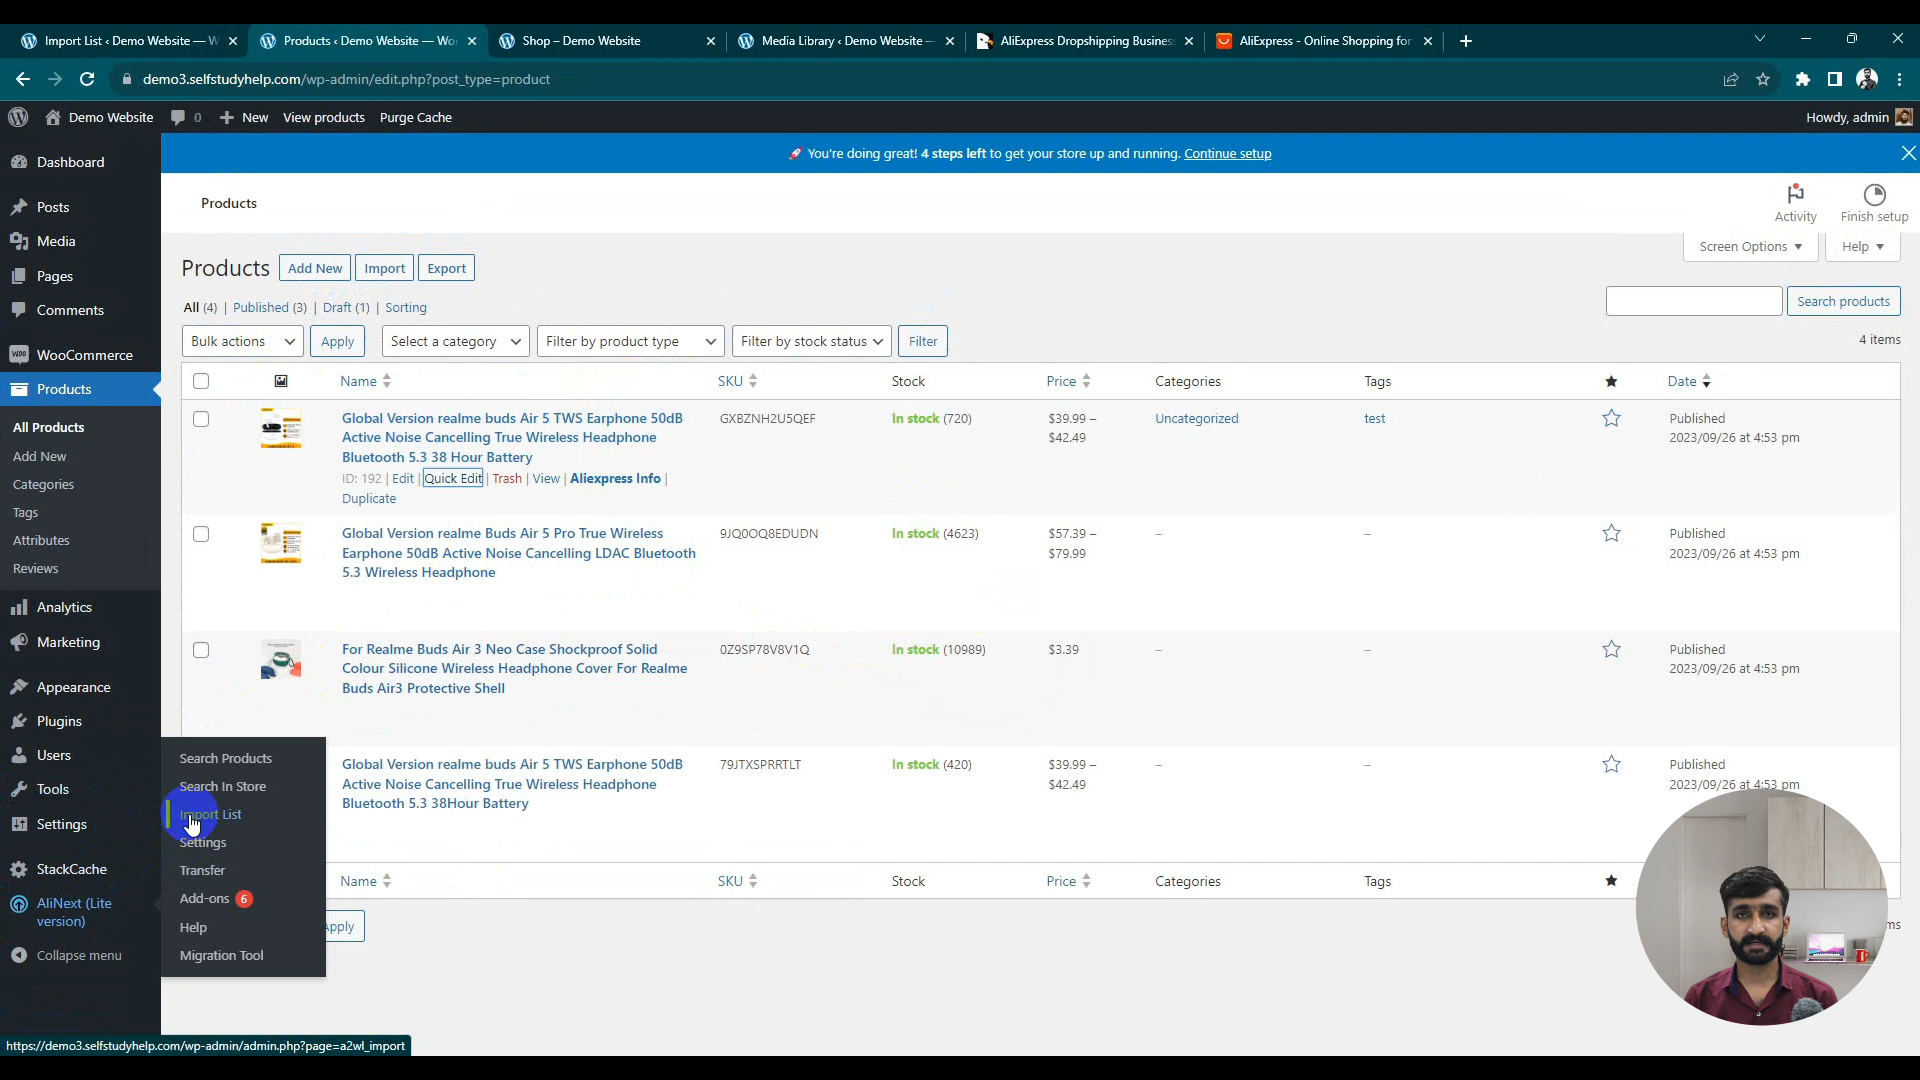 Import List ‹ Demo Website — W
Products ‹ Demo Website — Wo
Shop – Demo Website
Media Library ‹ Demo Website –
AliExpress Dropshipping Busines
AliExpress - Online Shopping for
demo3.selfstudyhelp.com/wp-admin/edit.php?post_type=product
Demo Website
0
New
View products
Purge Cache
Howdy, admin
You're doing great! 4 steps left to get your store up and running. Continue setup
Products
Activity
Finish setup
Screen Options
Help
Products
Add New
Import
Export
All (4) | Published (3) | Draft (1) | Sorting
Search products
Bulk actions
Apply
Select a category
Filter by product type
Filter by stock status
Filter
4 items
Name
SKU
Stock
Price
Categories
Tags
Date
Global Version realme buds Air 5 TWS Earphone 50dB
Active Noise Cancelling True Wireless Headphone
Bluetooth 5.3 38 Hour Battery
ID: 192 | Edit | Quick Edit | Trash | View | Aliexpress Info |
Duplicate
GXBZNH2U5QEF
In stock (720)
$39.99 –
$42.49
Uncategorized
test
Published
2023/09/26 at 4:53 pm
Global Version realme Buds Air 5 Pro True Wireless
Earphone 50dB Active Noise Cancelling LDAC Bluetooth
5.3 Wireless Headphone
9JQ0OQ8EDUDN
In stock (4623)
$57.39 –
$79.99
–
–
Published
2023/09/26 at 4:53 pm
For Realme Buds Air 3 Neo Case Shockproof Solid
Colour Silicone Wireless Headphone Cover For Realme
Buds Air3 Protective Shell
0Z9SP78V8V1Q
In stock (10989)
$3.39
–
–
Published
2023/09/26 at 4:53 pm
Global Version realme buds Air 5 TWS Earphone 50dB
Active Noise Cancelling True Wireless Headphone
Bluetooth 5.3 38Hour Battery
79JTXSPRRTLT
In stock (420)
$39.99 –
$42.49
–
–
Published
2023/09/26 at 4:53 pm
Name
SKU
Stock
Price
Categories
Tags
Apply
ms
Dashboard
Posts
Media
Pages
Comments
WooCommerce
Products
All Products
Add New
Categories
Tags
Attributes
Reviews
Analytics
Marketing
Appearance
Plugins
Users
Tools
Settings
StackCache
AliNext (Lite
version)
Collapse menu
Search Products
Search In Store
Import List
Settings
Transfer
Add-ons 6
Help
Migration Tool
https://demo3.selfstudyhelp.com/wp-admin/admin.php?page=a2wl_import